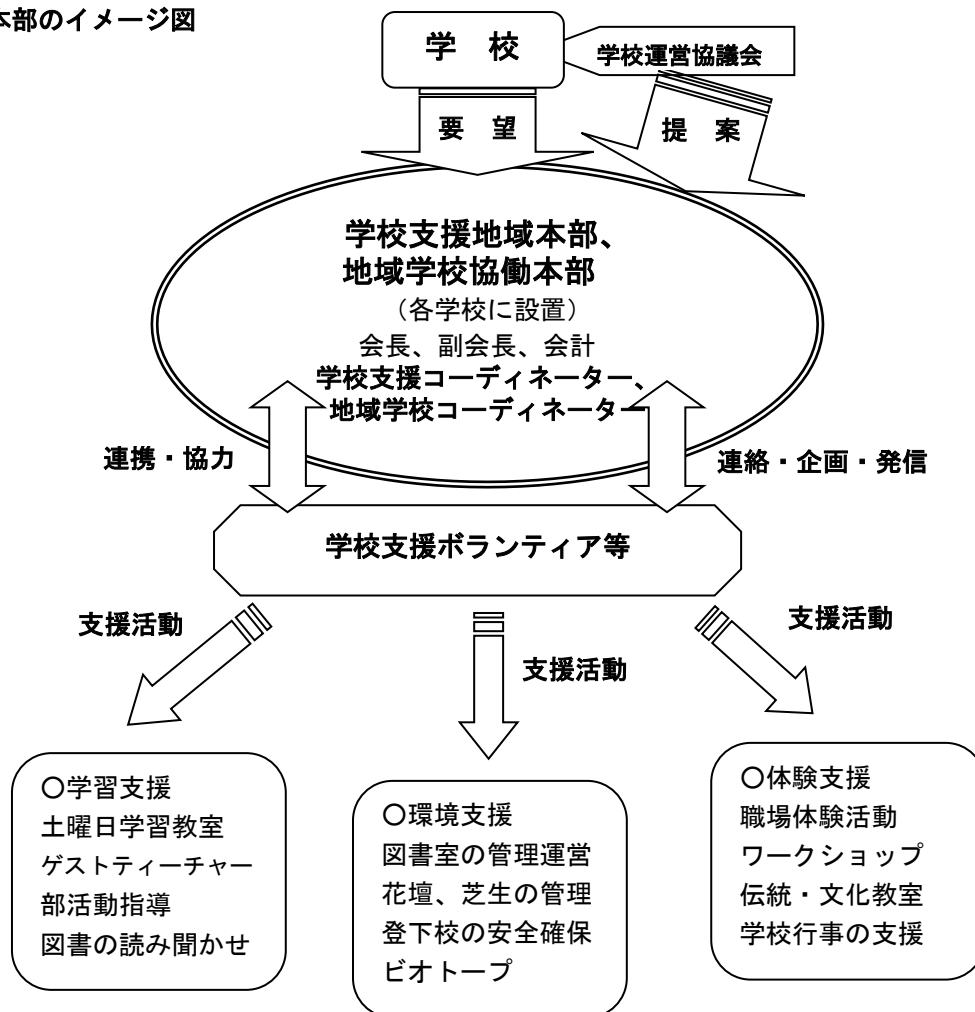 本部のイメージ図
学 校
学校運営協議会
要 望
提 案
学校支援地域本部、
地域学校協働本部
（各学校に設置）
会長、副会長、会計
学校支援コーディネーター、
地域学校コーディネーター
連携・協力
連絡・企画・発信
学校支援ボランティア等
支援活動
支援活動
支援活動
〇学習支援
土曜日学習教室
ゲストティーチャー
部活動指導
図書の読み聞かせ
〇環境支援
図書室の管理運営
花壇、芝生の管理
登下校の安全確保
ビオトープ
〇体験支援
職場体験活動
ワークショップ
伝統・文化教室
学校行事の支援